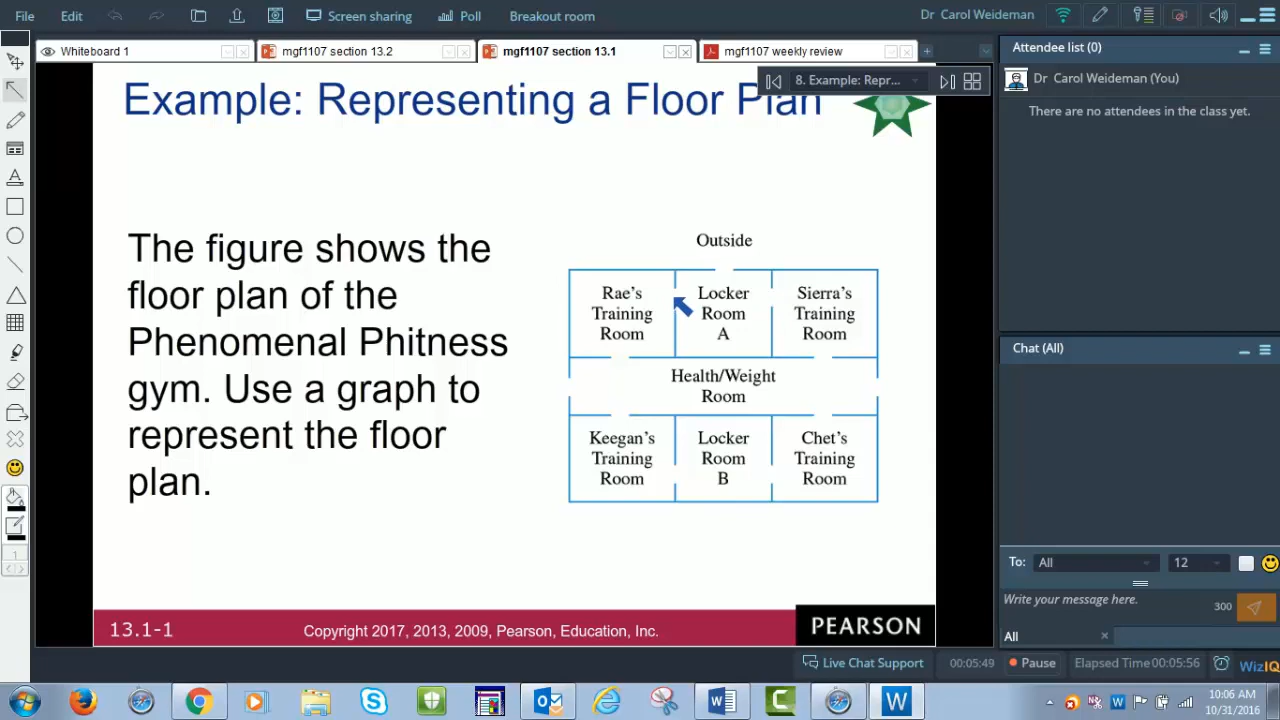 File Edit Screen sharing Poll Breakout room Dr Carol Weideman
Whiteboard 1 mgf1107 section 13.2 mgf1107 section 13.1 mgf1107 weekly review
Attendee list (0)
8. Example: Repr...
Dr Carol Weideman (You)
There are no attendees in the class yet.
Example: Representing a Floor Plan
The figure shows the
floor plan of the
Phenomenal Phitness
gym. Use a graph to
represent the floor
plan.
Outside
Rae's
Training
Room
Locker
Room
A
Sierra's
Training
Room
Health/Weight
Room
Keegan's
Training
Room
Locker
Room
B
Chet's
Training
Room
13.1-1
Copyright 2017, 2013, 2009, Pearson, Education, Inc.
PEARSON
Chat (All)
To: All 12
Write your message here. 300
All
Live Chat Support 00:05:49 Pause Elapsed Time 00:05:56 WizIQ
1
10:06 AM
10/31/2016